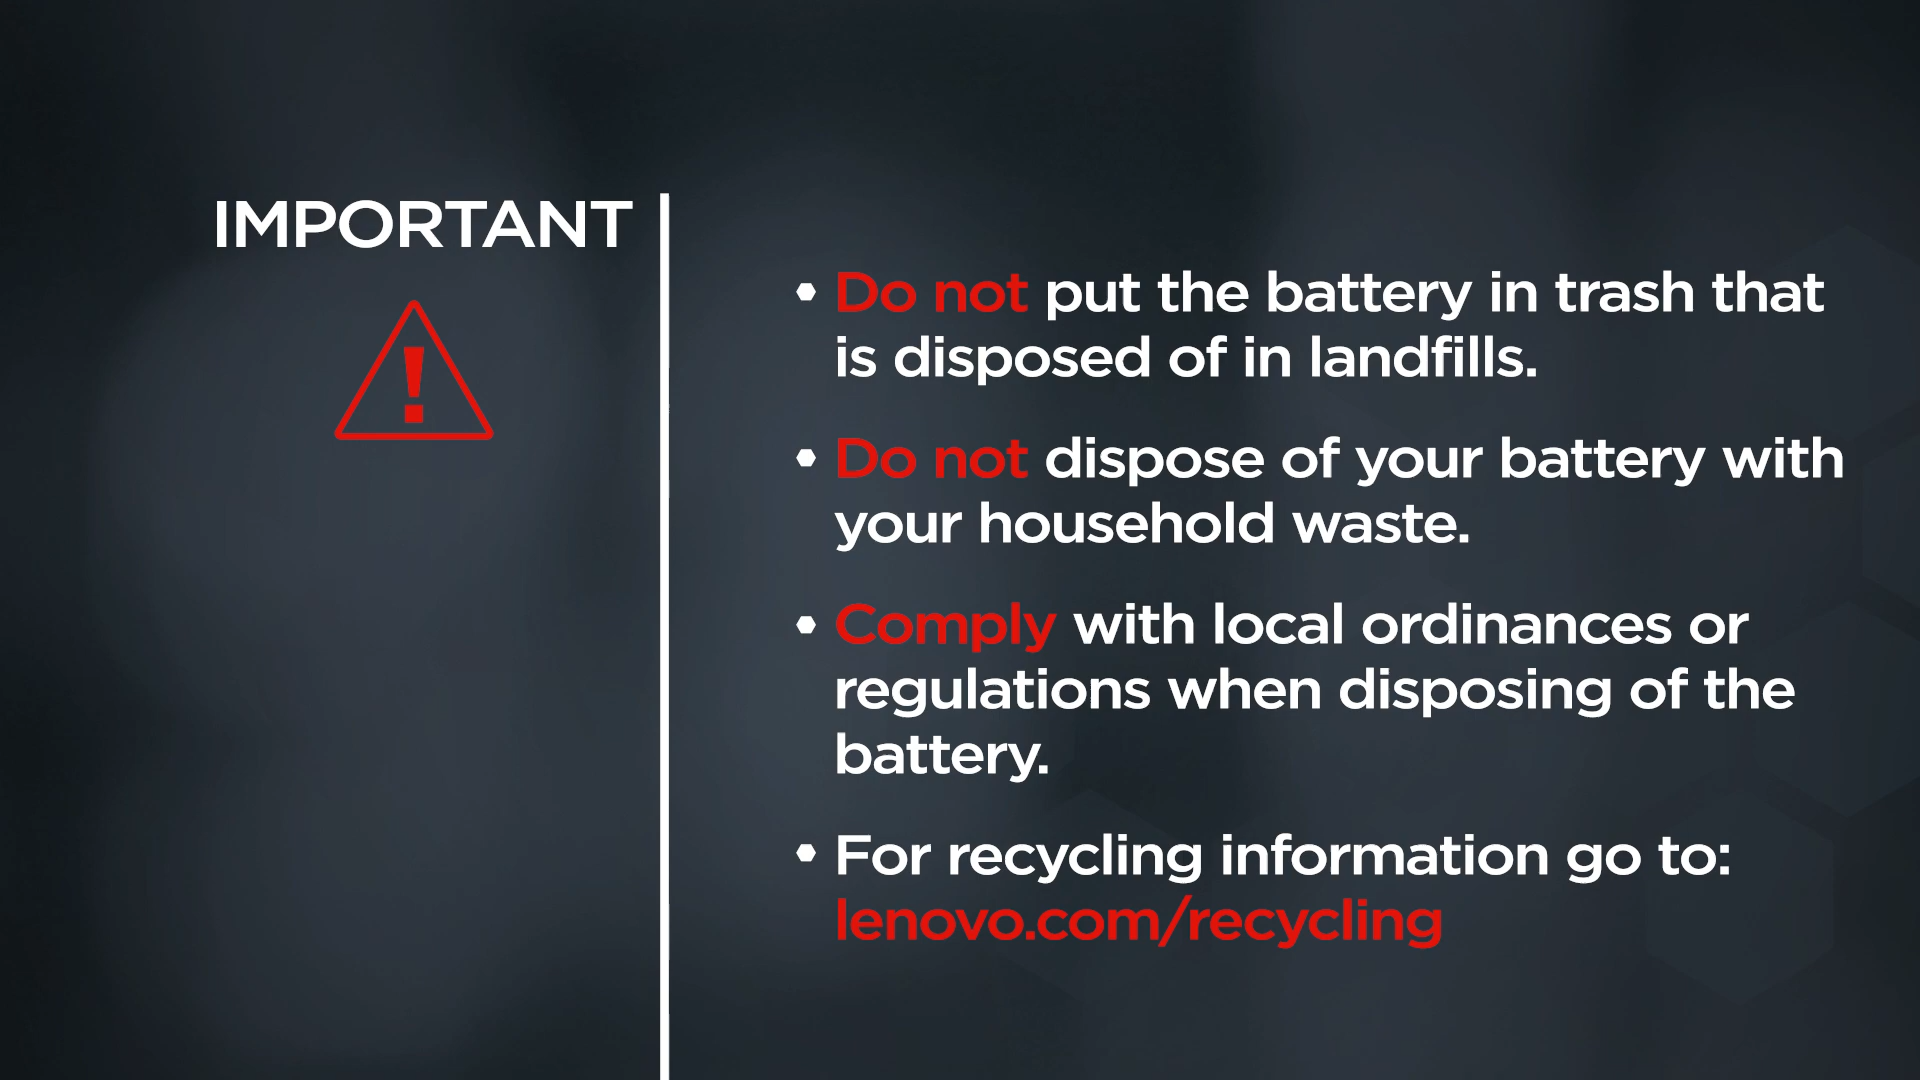 IMPORTANT
!
• Do not put the battery in trash that
is disposed of in landfills.
• Do not dispose of your battery with
your household waste.
• Comply with local ordinances or
regulations when disposing of the
battery.
• For recycling information go to:
lenovo.com/recycling